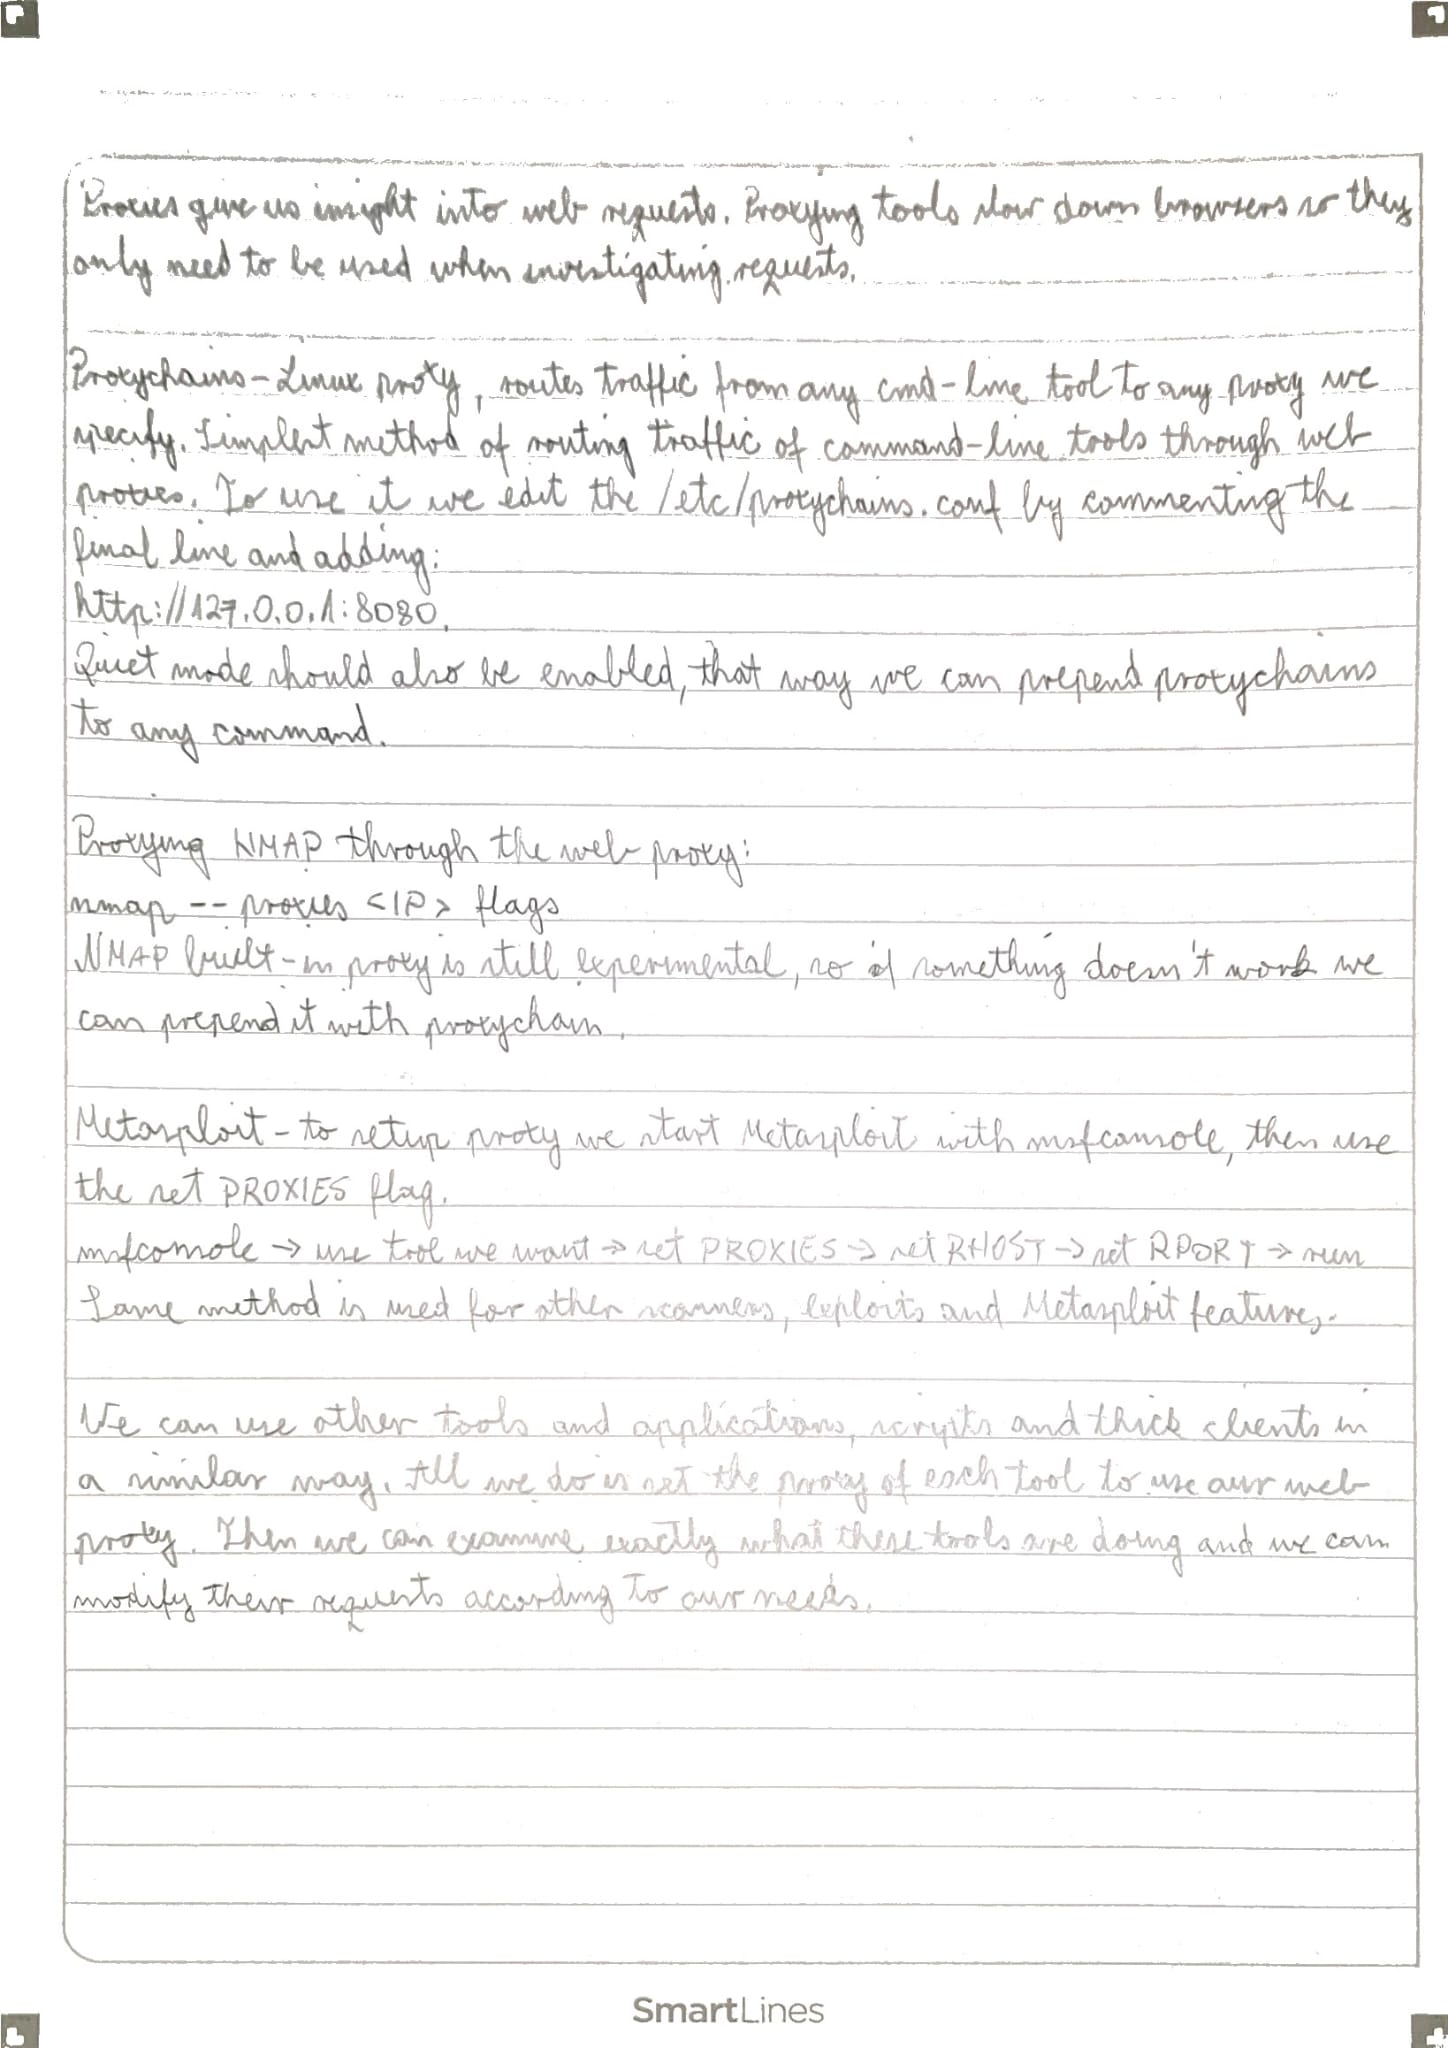 Proxies give us insight into web requests. Proxying tools slow down browsers so they
only need to be used when investigating requests.
Proxychains - Linux proxy, routes traffic from any cmd-line tool to any proxy we
specify. Simplest method of routing traffic of command-line tools through web
proxies. To use it we edit the /etc/proxychains.conf by commenting the
final line and adding:
http://127.0.0.1:8080.
Quiet mode should also be enabled, that way we can prepend proxychains
to any command.
Proxying NMAP through the web proxy:
nmap -- proxies <IP> flags
NMAP built-in proxy is still experimental, so if something doesn't work we
can prepend it with proxychain.
Metasploit - to setup proxy we start Metasploit with msfconsole, then use
the set PROXIES flag.
msfconsole → use tool we want → set PROXIES → set RHOST → set RPORT → run
Same method is used for other scanners, exploits and Metasploit features.
We can use other tools and applications, scripts and thick clients in
a similar way. All we do is set the proxy of each tool to use our web
proxy. Then we can examine exactly what these tools are doing and we can
modify their requests according to our needs.
SmartLines